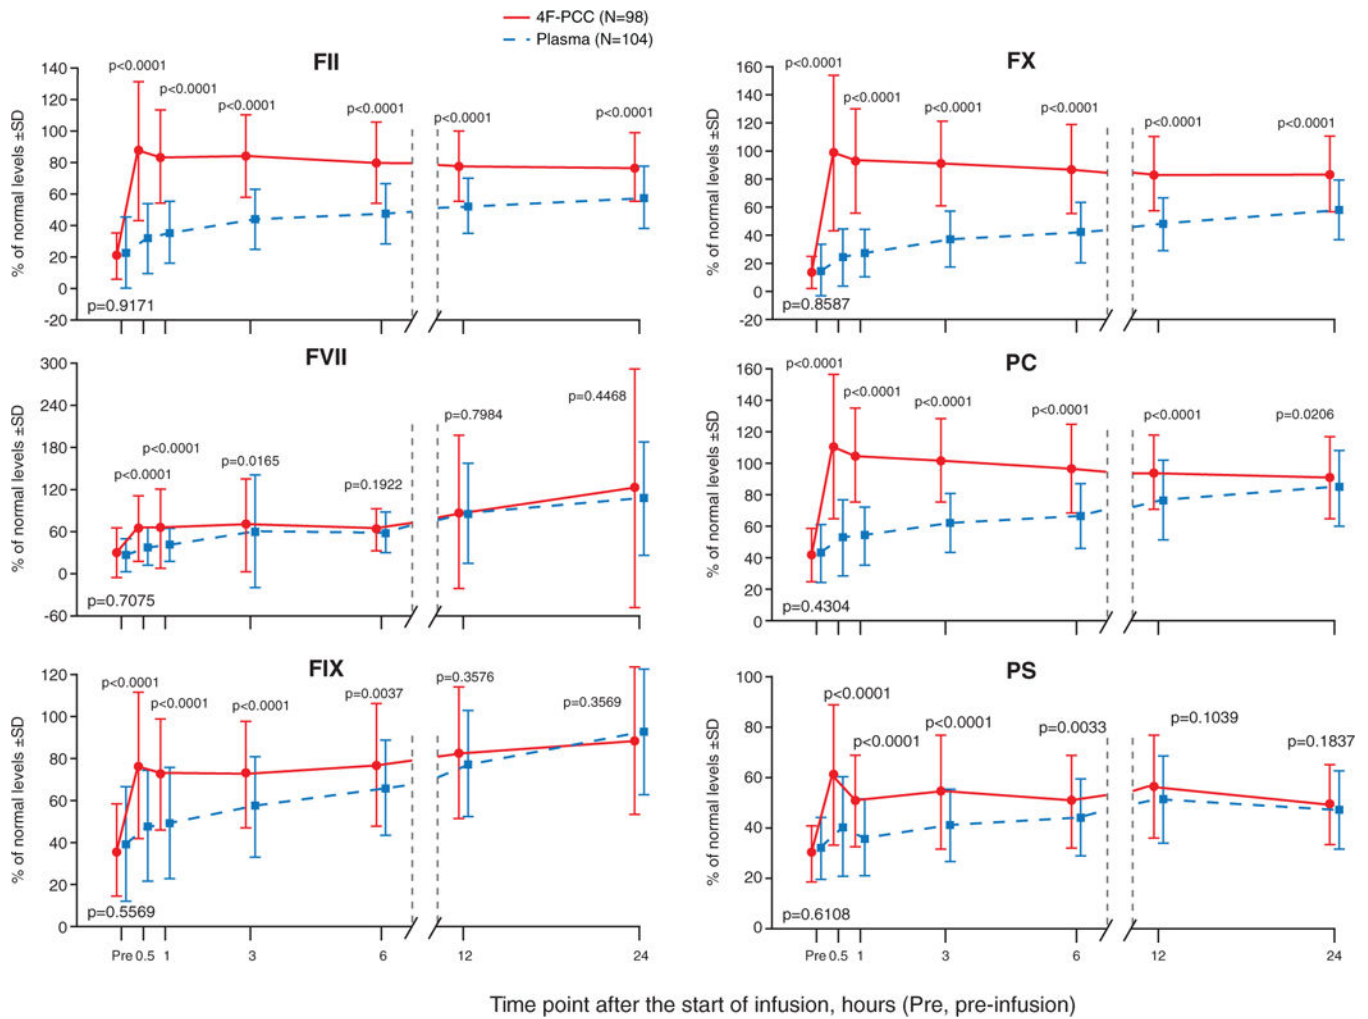 4F-PCC (N=98)
Plasma (N=104)
FII
% of normal levels ±SD
140
120
100
80
60
40
20
0
-20
p<0.0001
p<0.0001
p<0.0001
p<0.0001
p<0.0001
p<0.0001
p=0.9171
FX
% of normal levels ±SD
160
140
120
100
80
60
40
20
0
-20
p<0.0001
p<0.0001
p<0.0001
p<0.0001
p<0.0001
p<0.0001
p=0.8587
FVII
% of normal levels ±SD
300
240
180
120
60
0
-60
p<0.0001
p<0.0001
p=0.0165
p=0.1922
p=0.7984
p=0.4468
p=0.7075
PC
% of normal levels ±SD
160
140
120
100
80
60
40
20
0
p<0.0001
p<0.0001
p<0.0001
p<0.0001
p<0.0001
p=0.0206
p=0.4304
FIX
% of normal levels ±SD
120
100
80
60
40
20
0
p<0.0001
p<0.0001
p<0.0001
p=0.0037
p=0.3576
p=0.3569
p=0.5569
Pre 0.5 1 3 6 12 24
PS
% of normal levels ±SD
100
80
60
40
20
0
p<0.0001
p<0.0001
p<0.0001
p=0.0033
p=0.1039
p=0.1837
p=0.6108
Pre 0.5 1 3 6 12 24
Time point after the start of infusion, hours (Pre, pre-infusion)